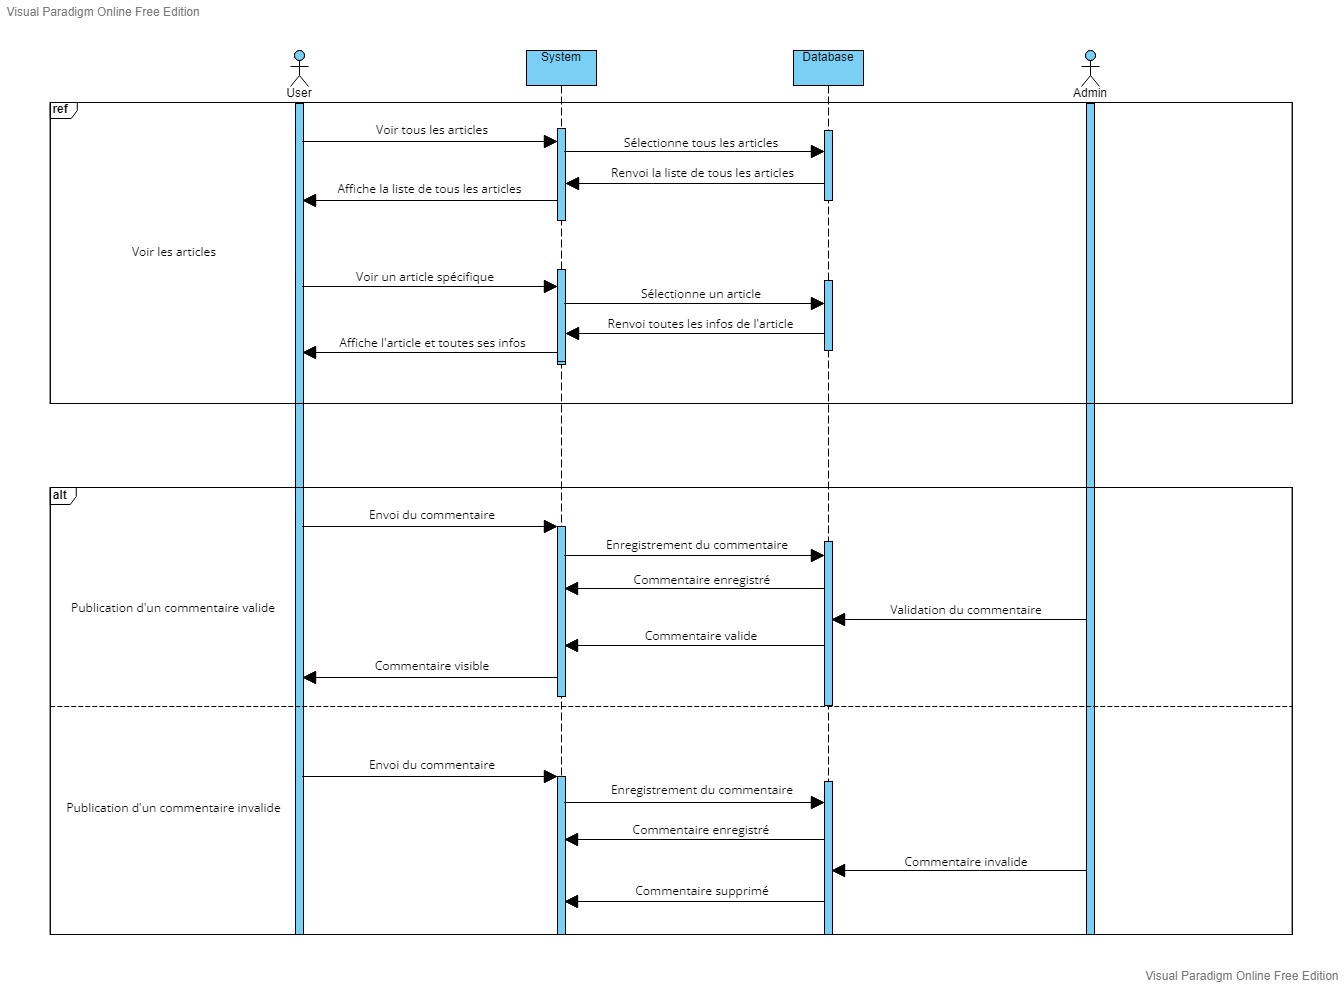 Visual Paradigm Online Free Edition
User
System
Database
Admin
ref
Voir tous les articles
Sélectionne tous les articles
Renvoi la liste de tous les articles
Affiche la liste de tous les articles
Voir les articles
Voir un article spécifique
Sélectionne un article
Renvoi toutes les infos de l'article
Affiche l'article et toutes ses infos
alt
Envoi du commentaire
Enregistrement du commentaire
Commentaire enregistré
Publication d'un commentaire valide
Validation du commentaire
Commentaire valide
Commentaire visible
Envoi du commentaire
Enregistrement du commentaire
Publication d'un commentaire invalide
Commentaire enregistré
Commentaire invalide
Commentaire supprimé
Visual Paradigm Online Free Edition